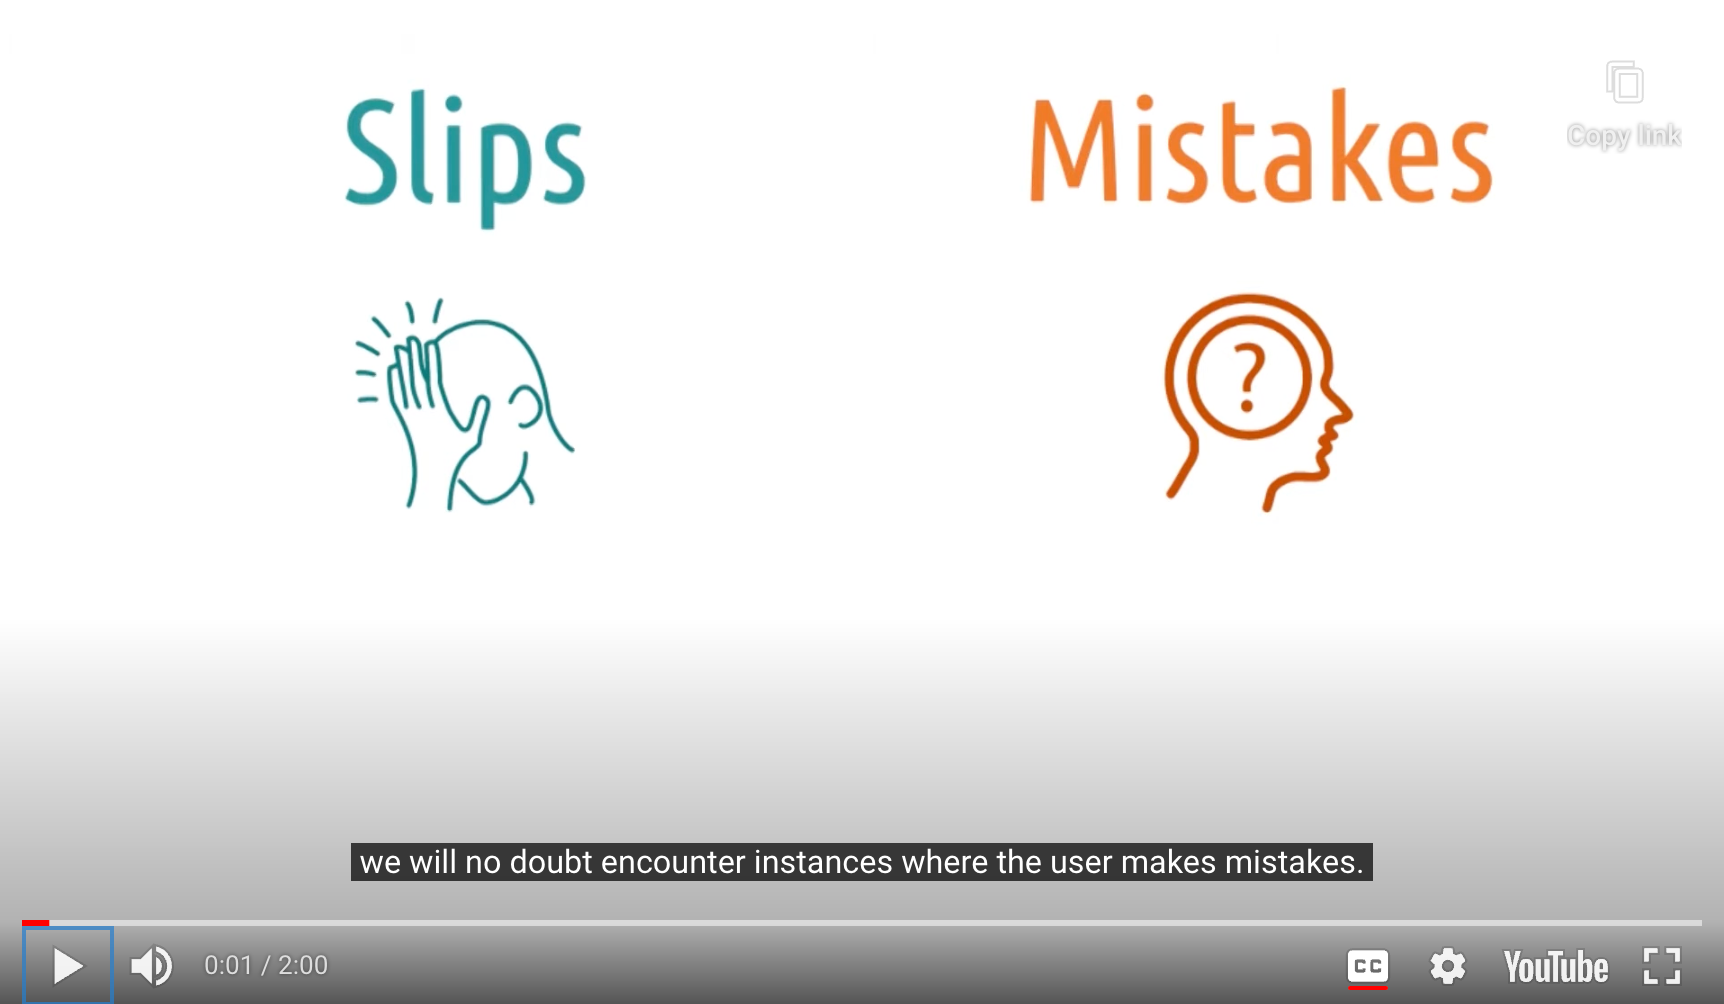 Slips
Mistakes
Copy link
?
we will no doubt encounter instances where the user makes mistakes.
0:01 / 2:00
CC
YouTube